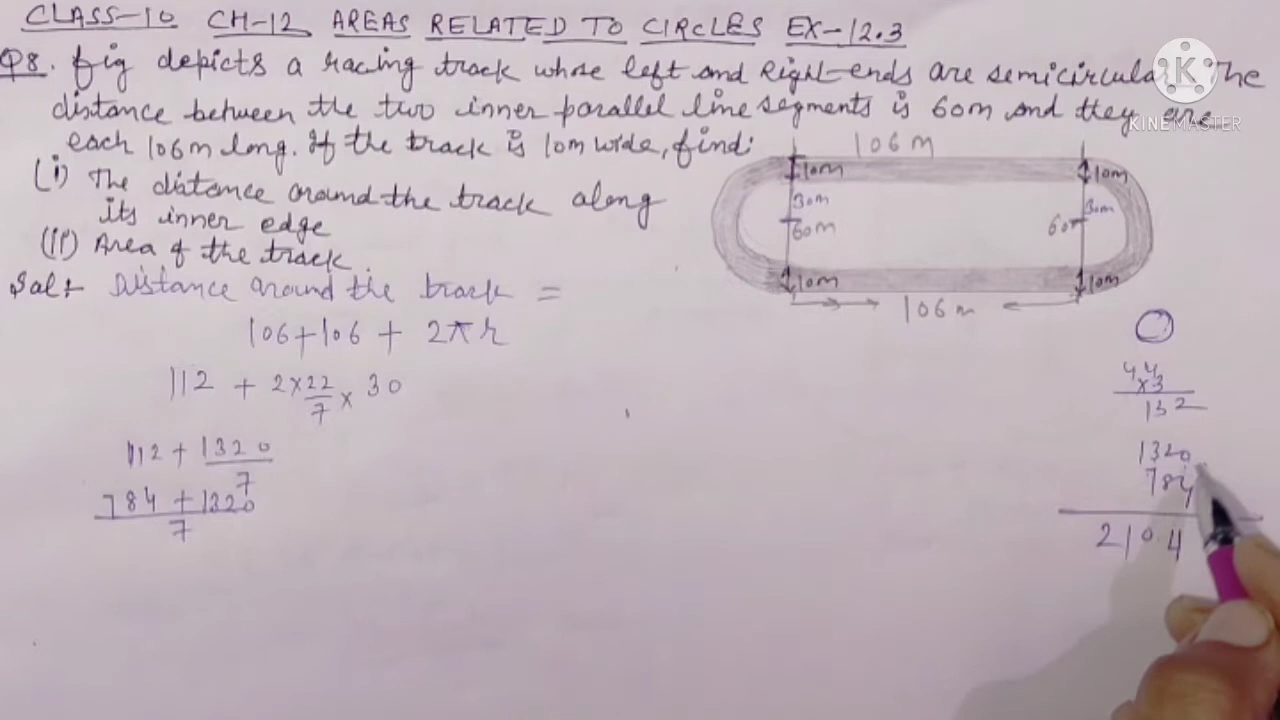 CLASS-10 CH-12 AREAS RELATED TO CIRCLES EX-12.3
Q8. fig depicts a racing track whose left and Right-ends are semicircular. The
distance between the two inner parallel line segments is 60m and they are
each 106m long. If the track is 10m wide, find:
(i) The distance around the track along
its inner edge
(ii) Area of the track.
Sol:- Distance around the track =
106+106 + 2πr
112 + 2×22/7 × 30
112 + 1320/7
784 + 1320/7
106m
10m
10m
30m
30m
60m
60m
10m
10m
106m
44
×3
132
1320
784
2104
K
KINEMASTER